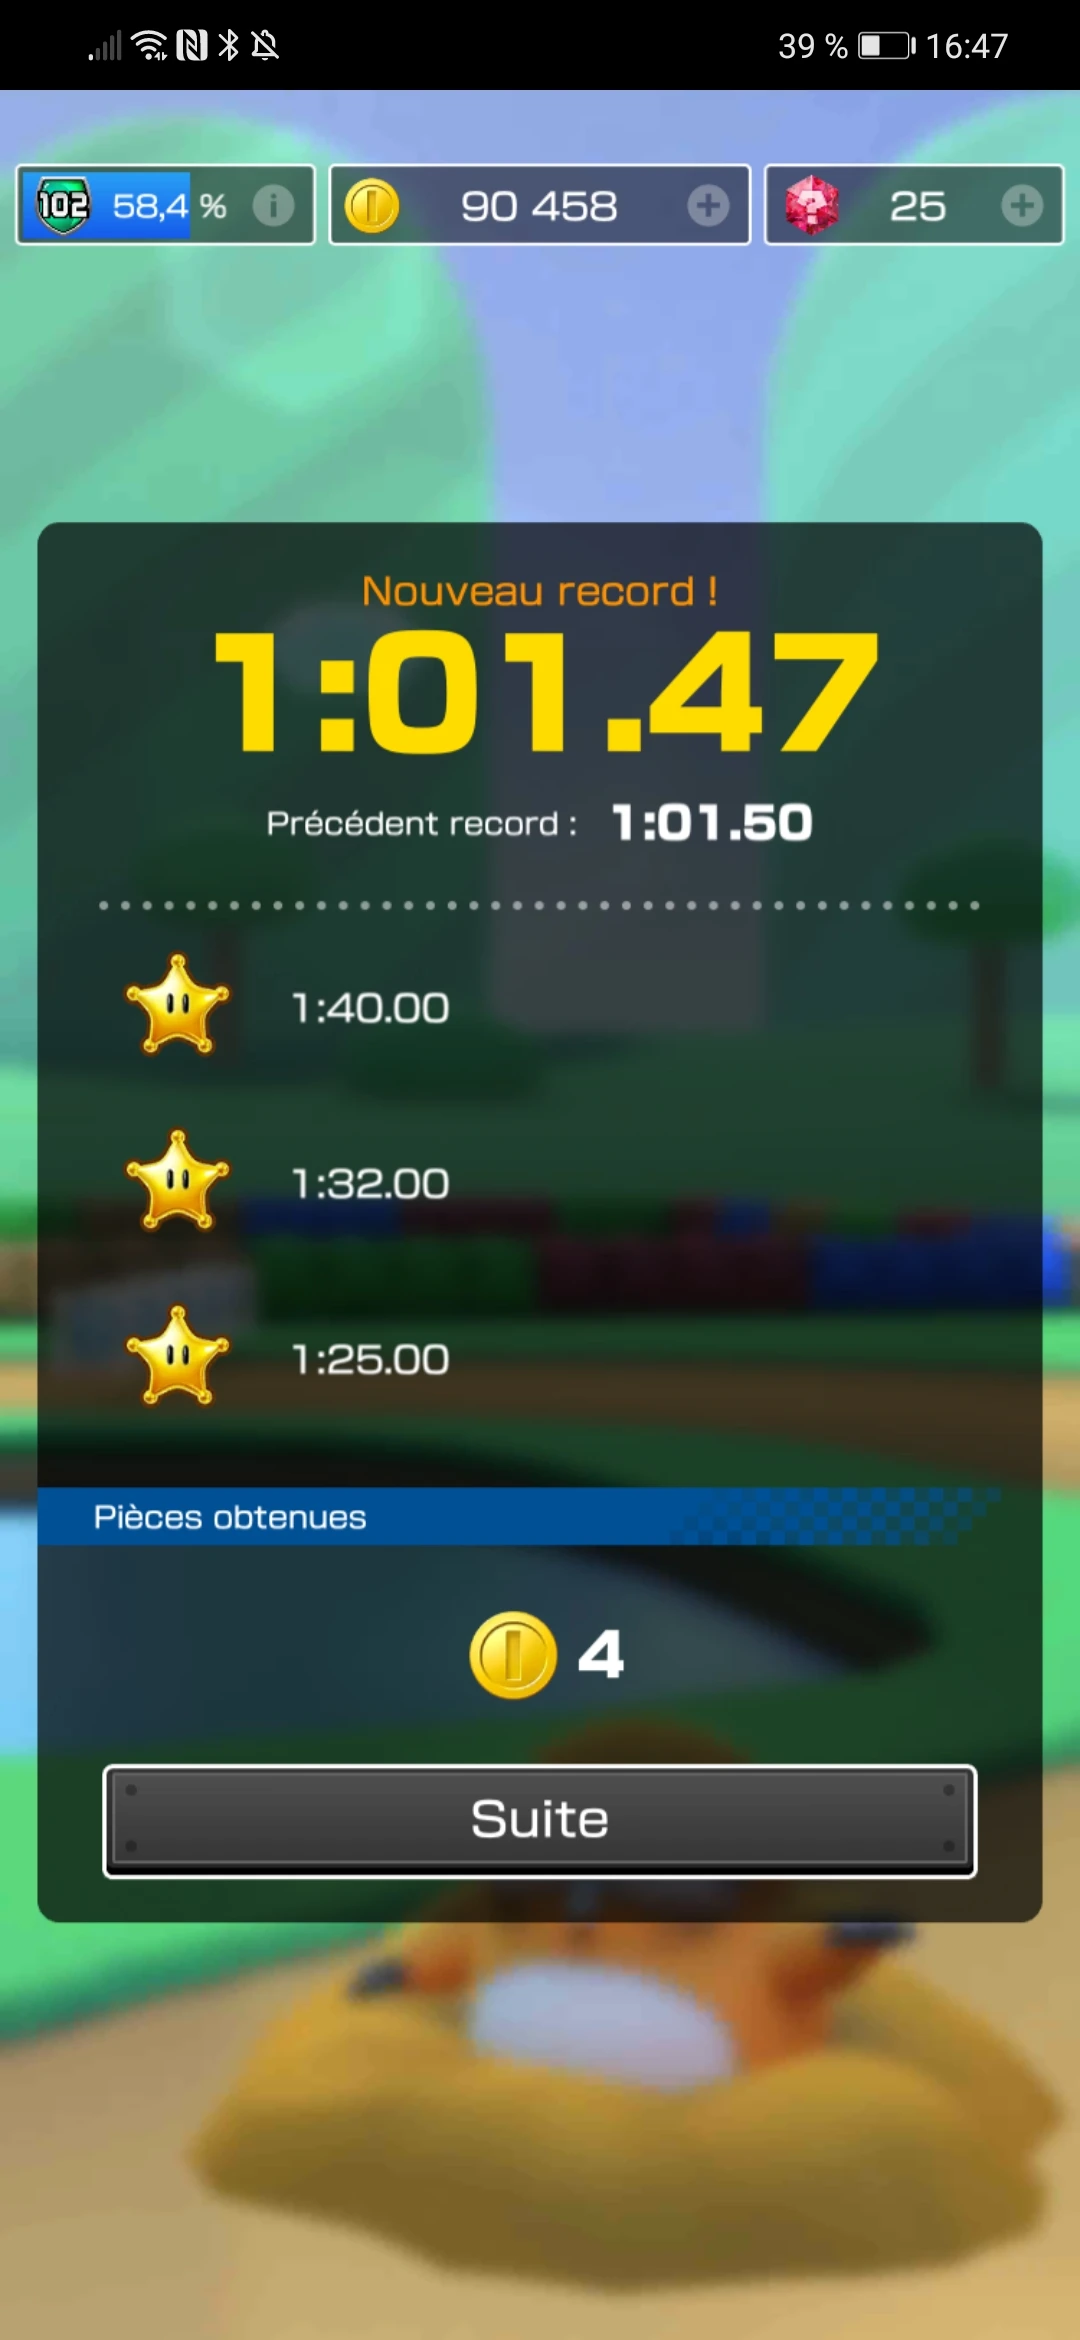 39 % 16:47
102 58,4 % i 90 458 + ? 25 +
Nouveau record !
1:01.47
Précédent record : 1:01.50
1:40.00
1:32.00
1:25.00
Pièces obtenues
4
Suite